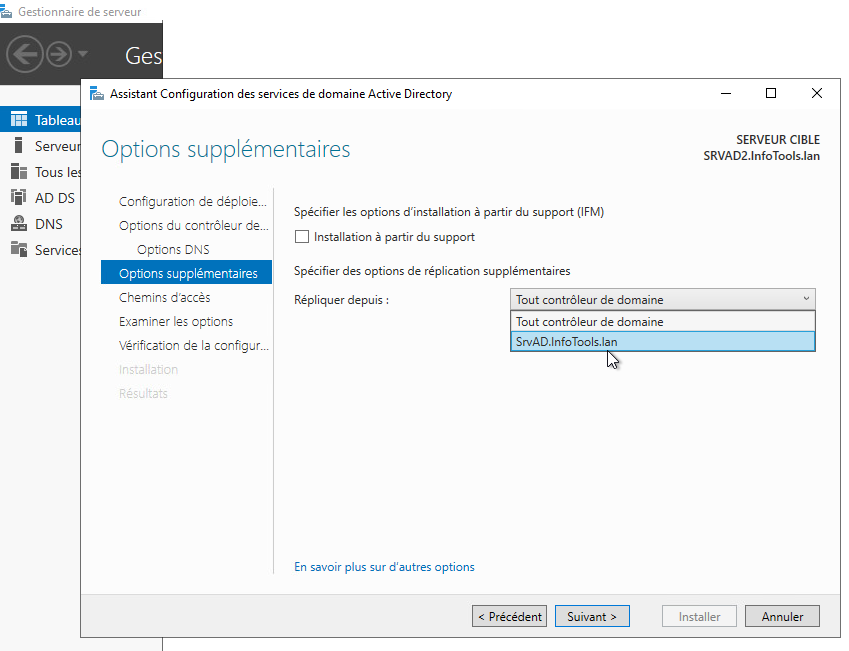 Gestionnaire de serveur
Ges
Assistant Configuration des services de domaine Active Directory
Tableau
Serveur
Tous les
AD DS
DNS
Services
Options supplémentaires
SERVEUR CIBLE
SRVAD2.InfoTools.lan
Configuration de déploie...
Options du contrôleur de...
Options DNS
Options supplémentaires
Chemins d'accès
Examiner les options
Vérification de la configur...
Installation
Résultats
Spécifier les options d'installation à partir du support (IFM)
Installation à partir du support
Spécifier des options de réplication supplémentaires
Répliquer depuis :
Tout contrôleur de domaine
Tout contrôleur de domaine
SrvAD.InfoTools.lan
En savoir plus sur d'autres options
< Précédent
Suivant >
Installer
Annuler